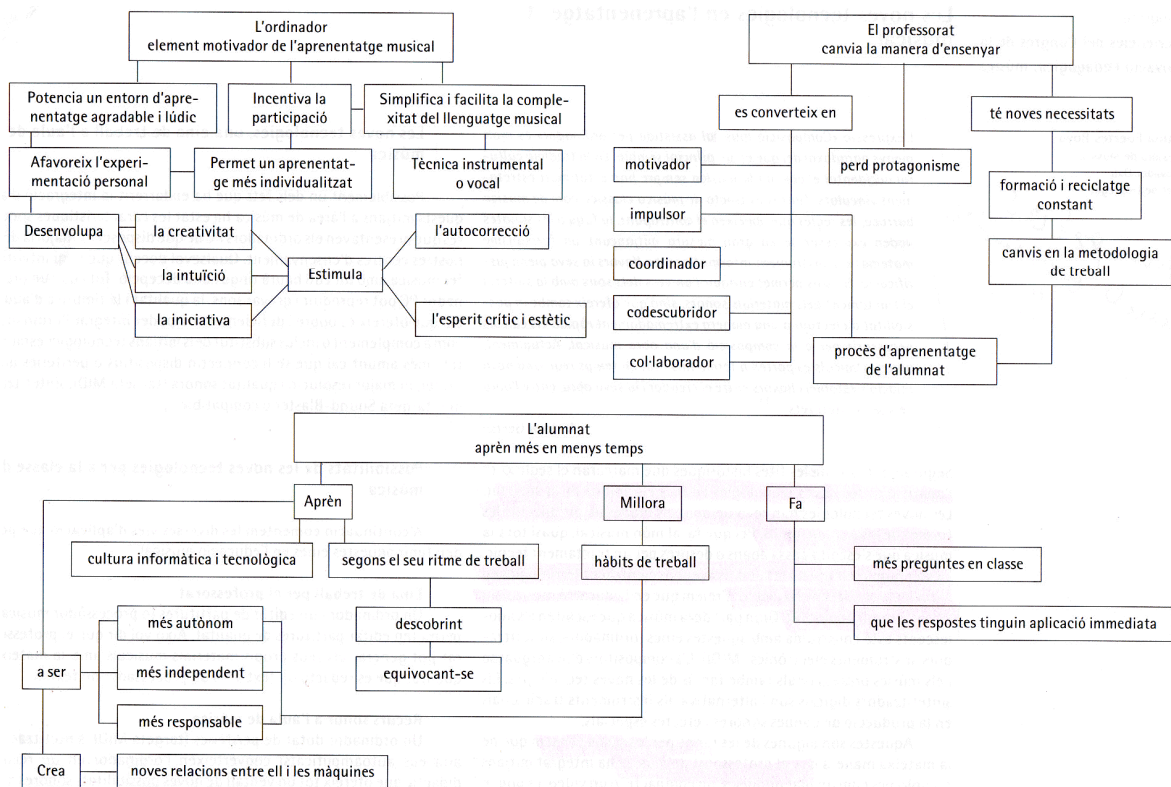 L'ordinador
element motivador de l'aprenentatge musical
Potencia un entorn d'apre-
nentatge agradable i lúdic
Incentiva la
participació
Simplifica i facilita la comple-
xitat del llenguatge musical
Afavoreix l'experi-
mentació personal
Permet un aprenentat-
ge més individualitzat
Tècnica instrumental
o vocal
Desenvolupa
la creativitat
la intuïció
la iniciativa
Estimula
l'autocorrecció
l'esperit crític i estètic
El professorat
canvia la manera d'ensenyar
es converteix en
té noves necessitats
motivador
perd protagonisme
impulsor
coordinador
codescubridor
col·laborador
formació i reciclatge
constant
canvis en la metodologia
de treball
procès d'aprenentatge
de l'alumnat
L'alumnat
aprèn més en menys temps
Aprèn
Millora
Fa
cultura informàtica i tecnològica
segons el seu ritme de treball
hàbits de treball
més preguntes en classe
que les respostes tinguin aplicació immediata
descobrint
equivocant-se
a ser
més autònom
més independent
més responsable
Crea
noves relacions entre ell i les màquines